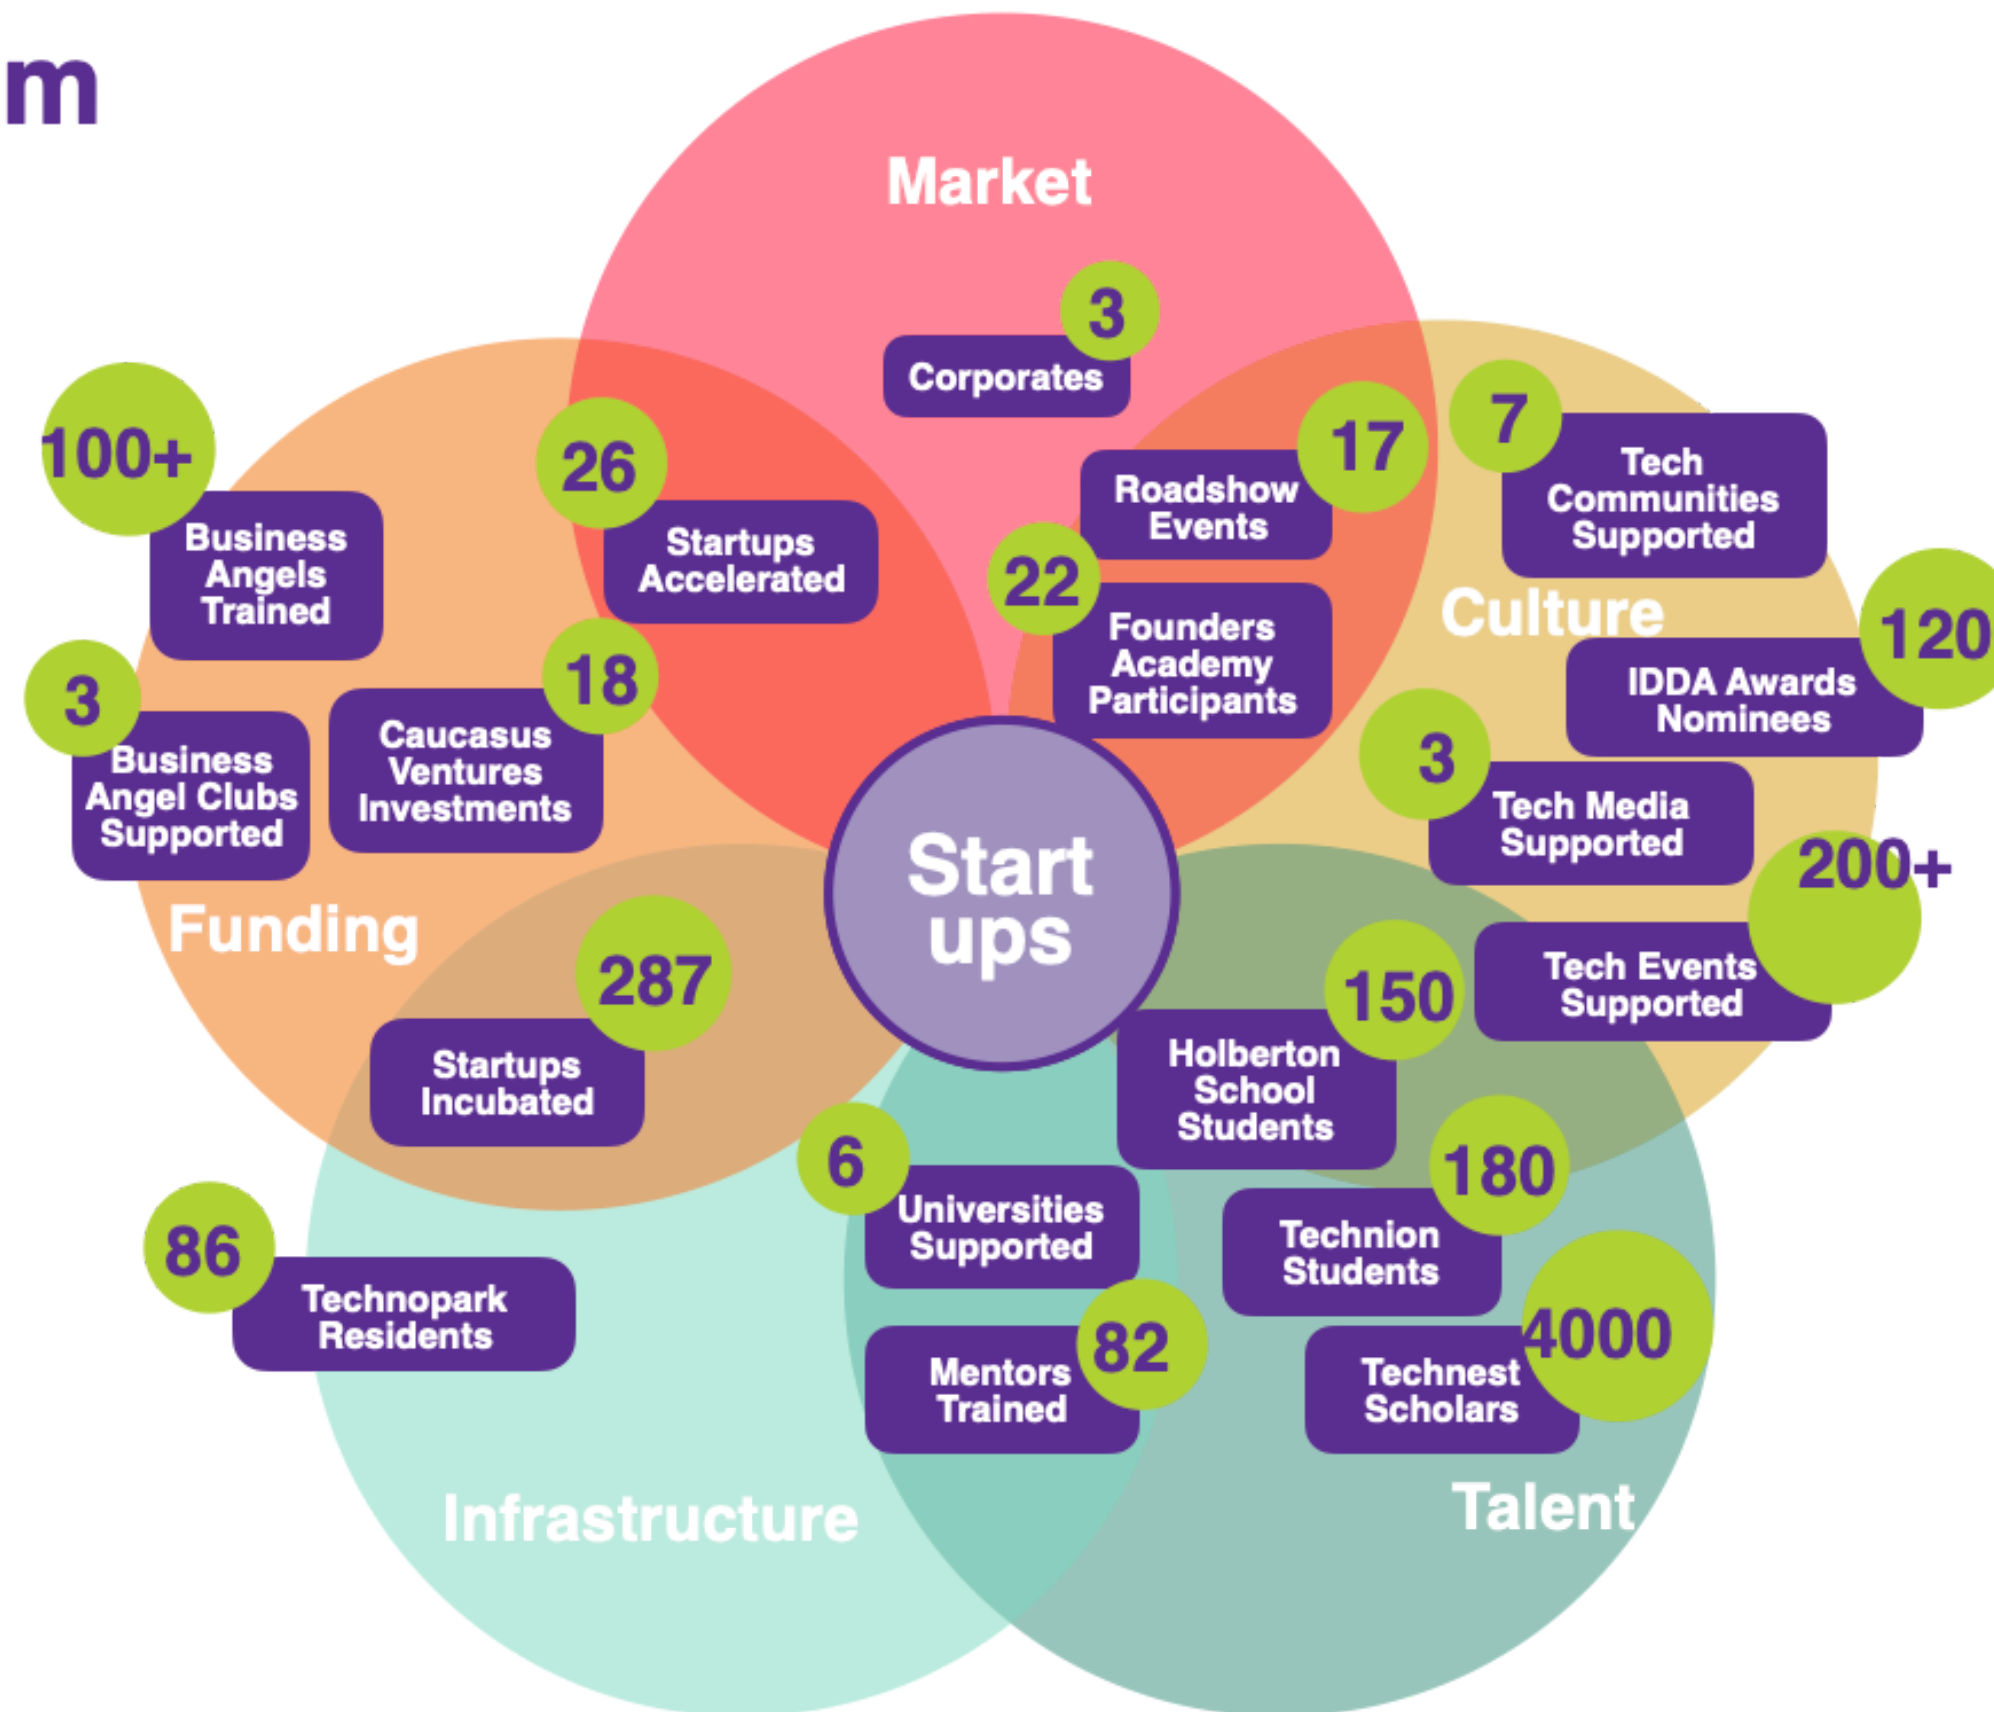 m
Market
3
Corporates
100+
Business
Angels
Trained
26
Startups
Accelerated
17
Roadshow
Events
7
Tech
Communities
Supported
22
Founders
Academy
Participants
Culture
120
IDDA Awards
Nominees
3
Business
Angel Clubs
Supported
18
Caucasus
Ventures
Investments
3
Tech Media
Supported
Start
ups
200+
Tech Events
Supported
Funding
287
Startups
Incubated
150
Holberton
School
Students
6
Universities
Supported
180
Technion
Students
86
Technopark
Residents
82
Mentors
Trained
4000
Technest
Scholars
Infrastructure
Talent